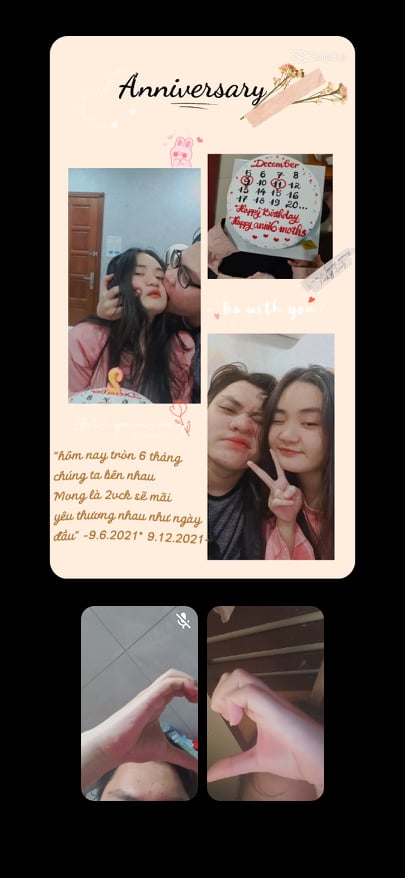 Anniversary
December
5 6 7 8
9 10 11 12
13 14 15 16
17 18 19 20...
Happy Birthday
Happy anni 6 moths
Be with you
"hôm nay tròn 6 tháng
chúng ta bên nhau
Mong là 2vck sẽ mãi
yêu thương nhau như ngày
đầu" -9.6.2021* 9.12.2021-